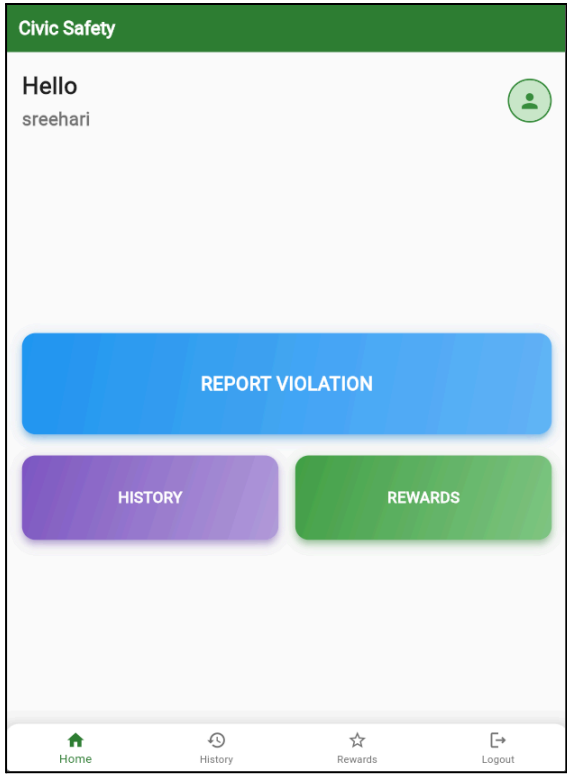 Civic Safety
Hello
sreehari
REPORT VIOLATION
HISTORY
REWARDS
Home
History
Rewards
Logout